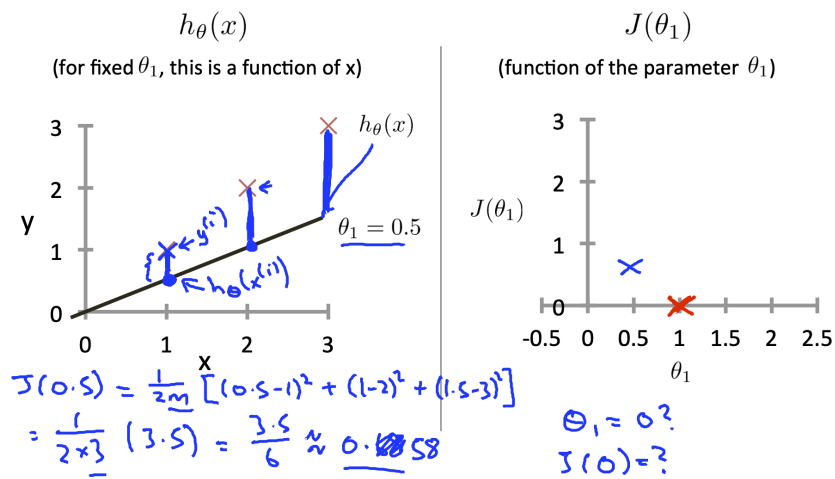 h_θ(x)
(for fixed θ₁, this is a function of x)
3
2
1
0
y
0 1 2 3
x
h_θ(x)
θ₁ = 0.5
y^(i)
h_θ(x^(i))
J(θ₁)
(function of the parameter θ₁)
3
2
1
0
J(θ₁)
-0.5 0 0.5 1 1.5 2 2.5
θ₁
J(0.5) = 1/2m [(0.5-1)² + (1-2)² + (1.5-3)²]
= 1/2×3 (3.5) = 3.5/6 ≈ 0.58
θ₁ = 0?
J(0) = ?